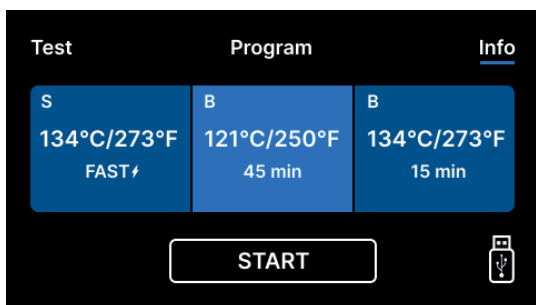 Test Program Info
S B B
134°C/273°F 121°C/250°F 134°C/273°F
FAST 45 min 15 min
START